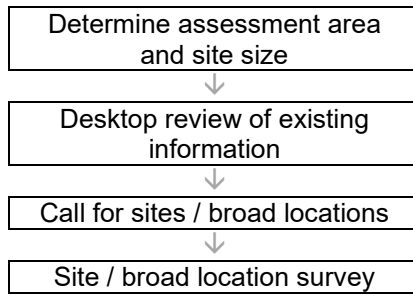 Determine assessment area
and site size
Desktop review of existing
information
Call for sites / broad locations
Site / broad location survey